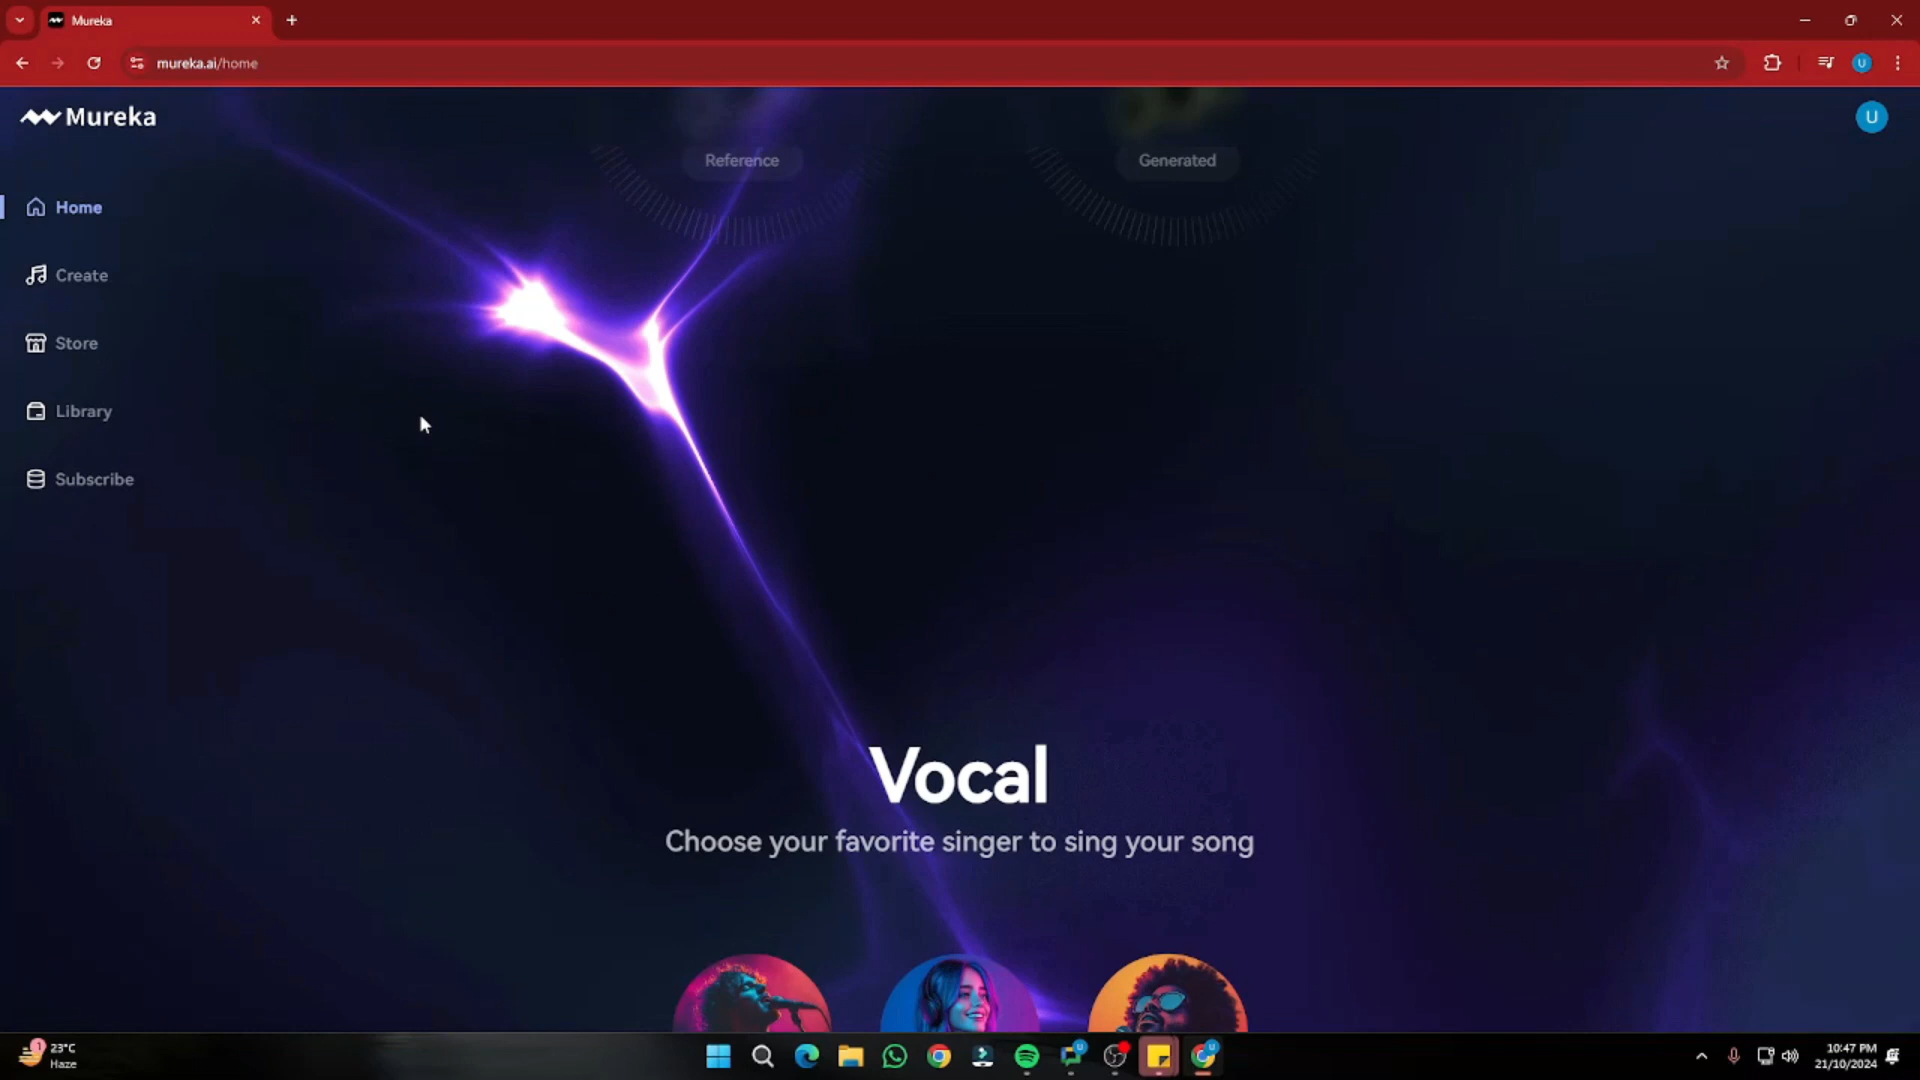 Mureka
mureka.ai/home
U
Mureka
U
Reference
Generated
Home
Create
Store
Library
Subscribe
Vocal
Choose your favorite singer to sing your song
1
23°C
Haze
U
U
10:47 PM
21/10/2024